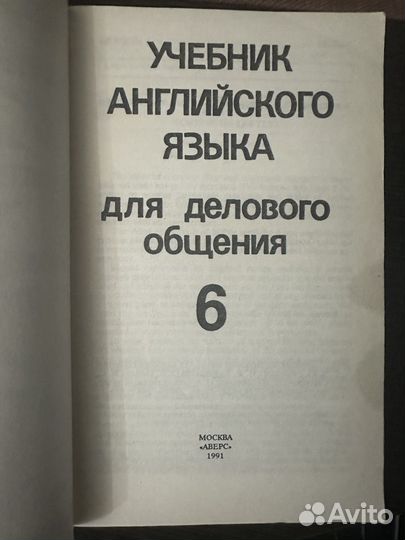 УЧЕБНИК
АНГЛИЙСКОГО
ЯЗЫКА
для делового
общения
6
МОСКВА
«АВЕРС»
1991
Avito